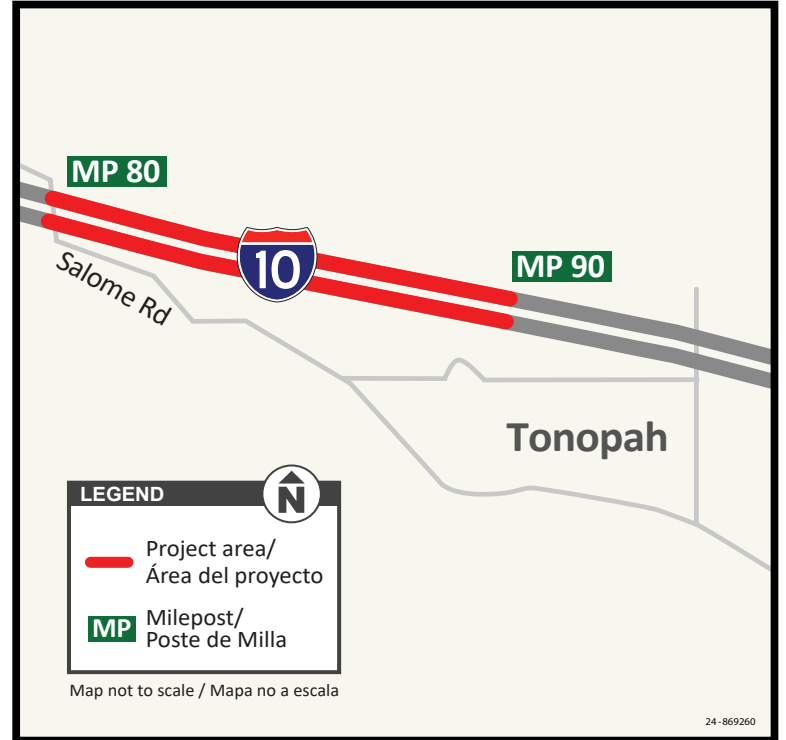 MP 80
10
MP 90
Salome Rd
Tonopah
LEGEND
N
Project area/
Área del proyecto
MP
Milepost/
Poste de Milla
Map not to scale / Mapa no a escala
24-869260